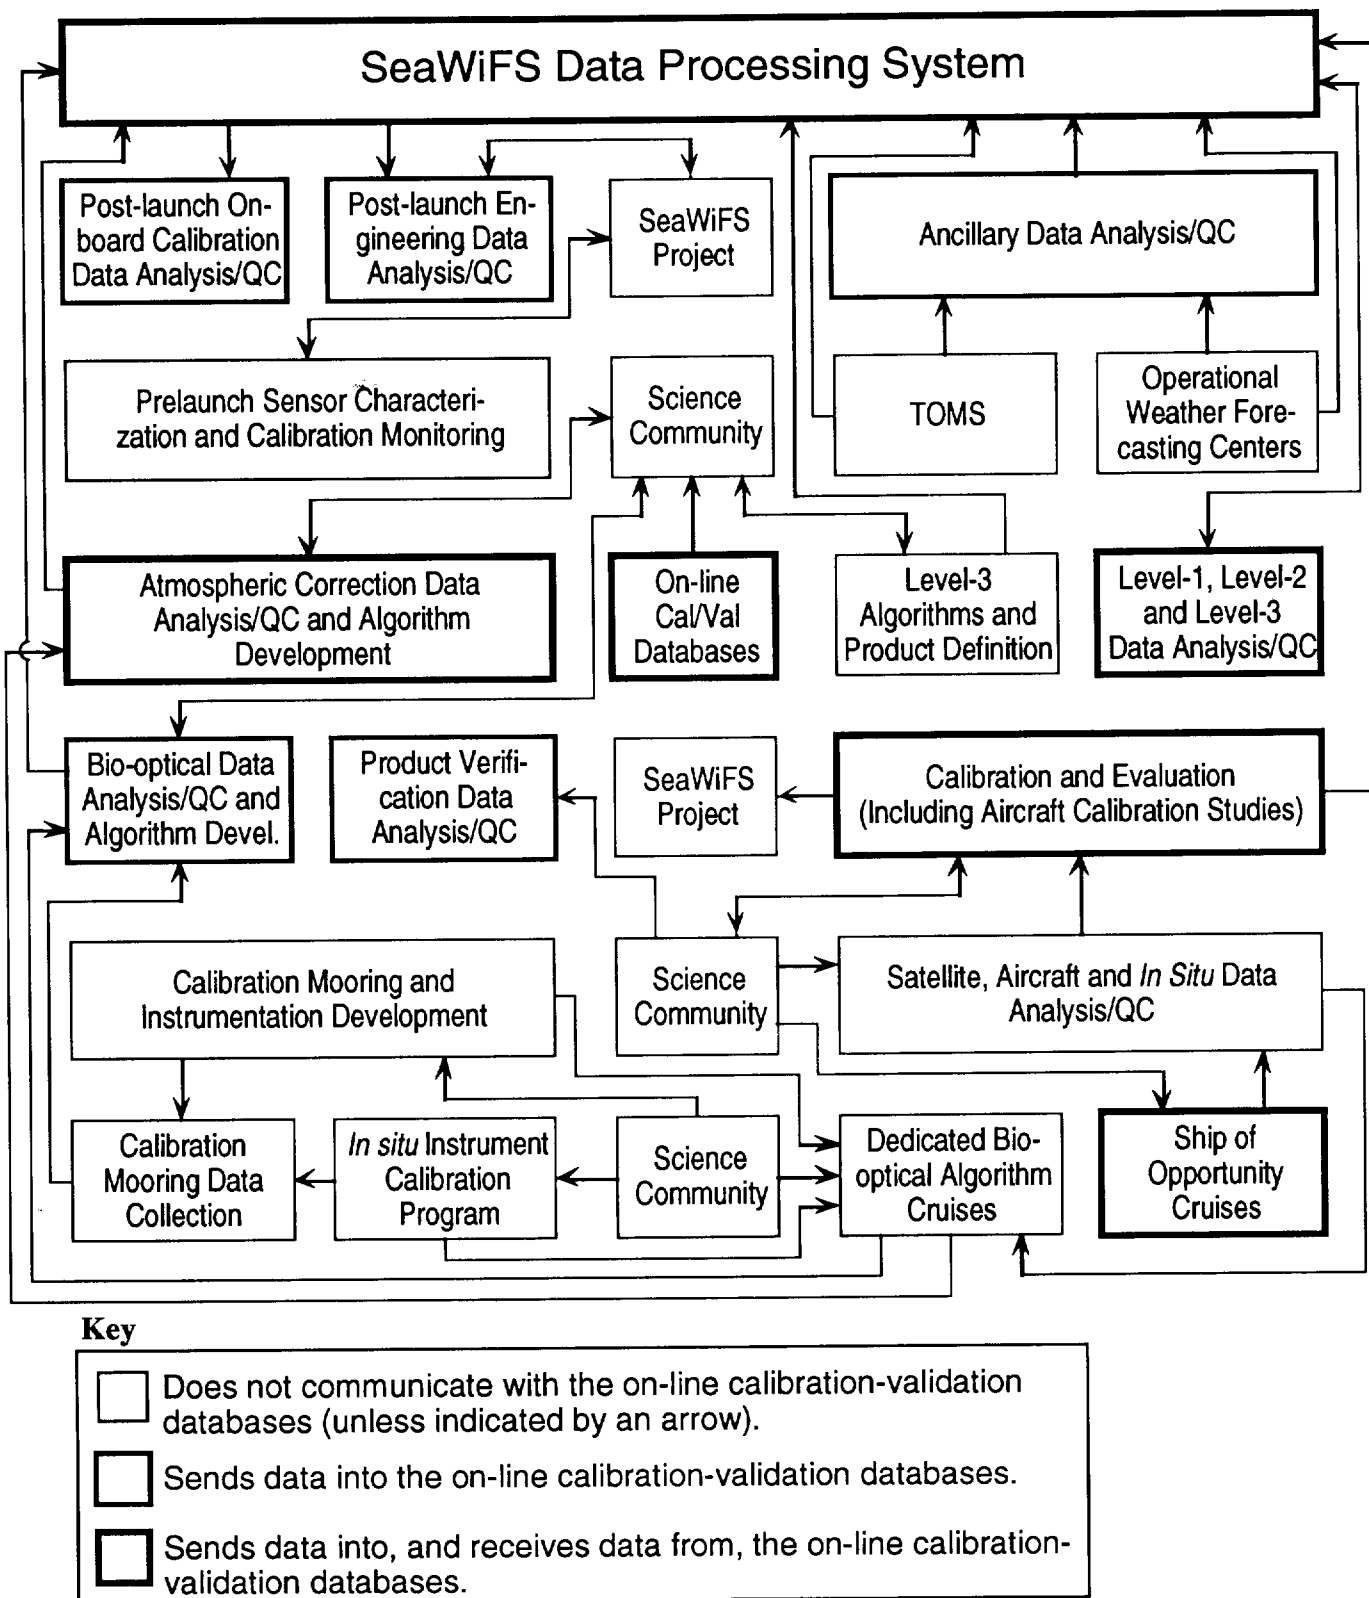 SeaWiFS Data Processing System
Post-launch On-
board Calibration
Data Analysis/QC
Post-launch En-
gineering Data
Analysis/QC
SeaWiFS
Project
Ancillary Data Analysis/QC
Prelaunch Sensor Characteri-
zation and Calibration Monitoring
Science
Community
TOMS
Operational
Weather Fore-
casting Centers
Atmospheric Correction Data
Analysis/QC and Algorithm
Development
On-line
Cal/Val
Databases
Level-3
Algorithms and
Product Definition
Level-1, Level-2
and Level-3
Data Analysis/QC
Bio-optical Data
Analysis/QC and
Algorithm Devel.
Product Verifi-
cation Data
Analysis/QC
SeaWiFS
Project
Calibration and Evaluation
(Including Aircraft Calibration Studies)
Calibration Mooring and
Instrumentation Development
Science
Community
Satellite, Aircraft and In Situ Data
Analysis/QC
Calibration
Mooring Data
Collection
In situ Instrument
Calibration
Program
Science
Community
Dedicated Bio-
optical Algorithm
Cruises
Ship of
Opportunity
Cruises
Key
Does not communicate with the on-line calibration-validation
databases (unless indicated by an arrow).
Sends data into the on-line calibration-validation databases.
Sends data into, and receives data from, the on-line calibration-
validation databases.